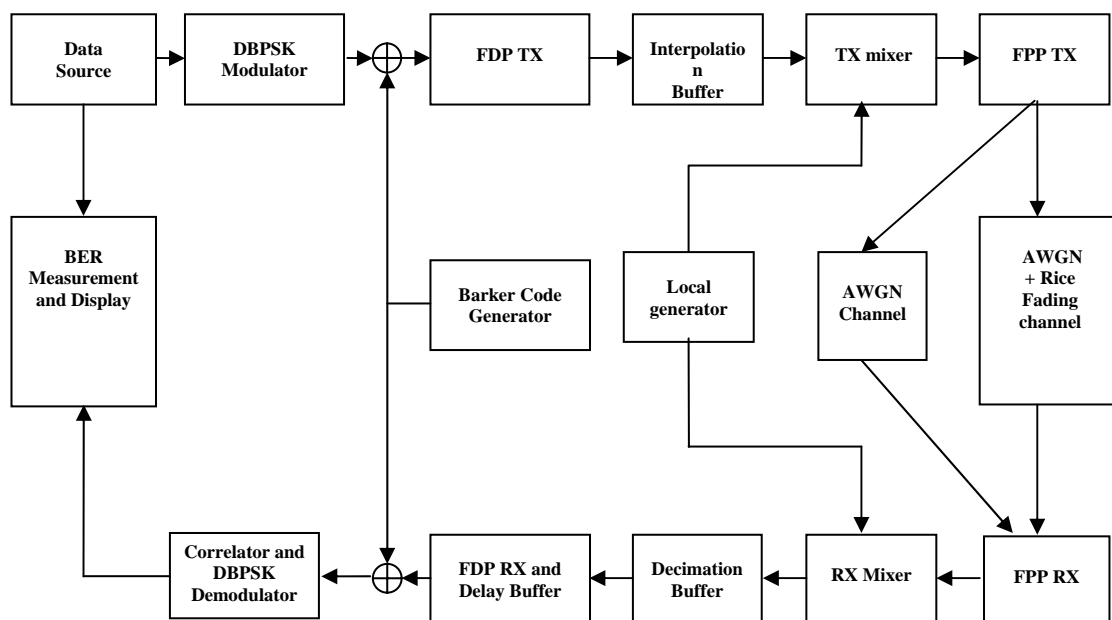 Data
Source
DBPSK
Modulator
FDP TX
Interpolatio
n
Buffer
TX mixer
FPP TX
BER
Measurement
and Display
Barker Code
Generator
Local
generator
AWGN
Channel
AWGN
+ Rice
Fading
channel
Correlator and
DBPSK
Demodulator
FDP RX and
Delay Buffer
Decimation
Buffer
RX Mixer
FPP RX